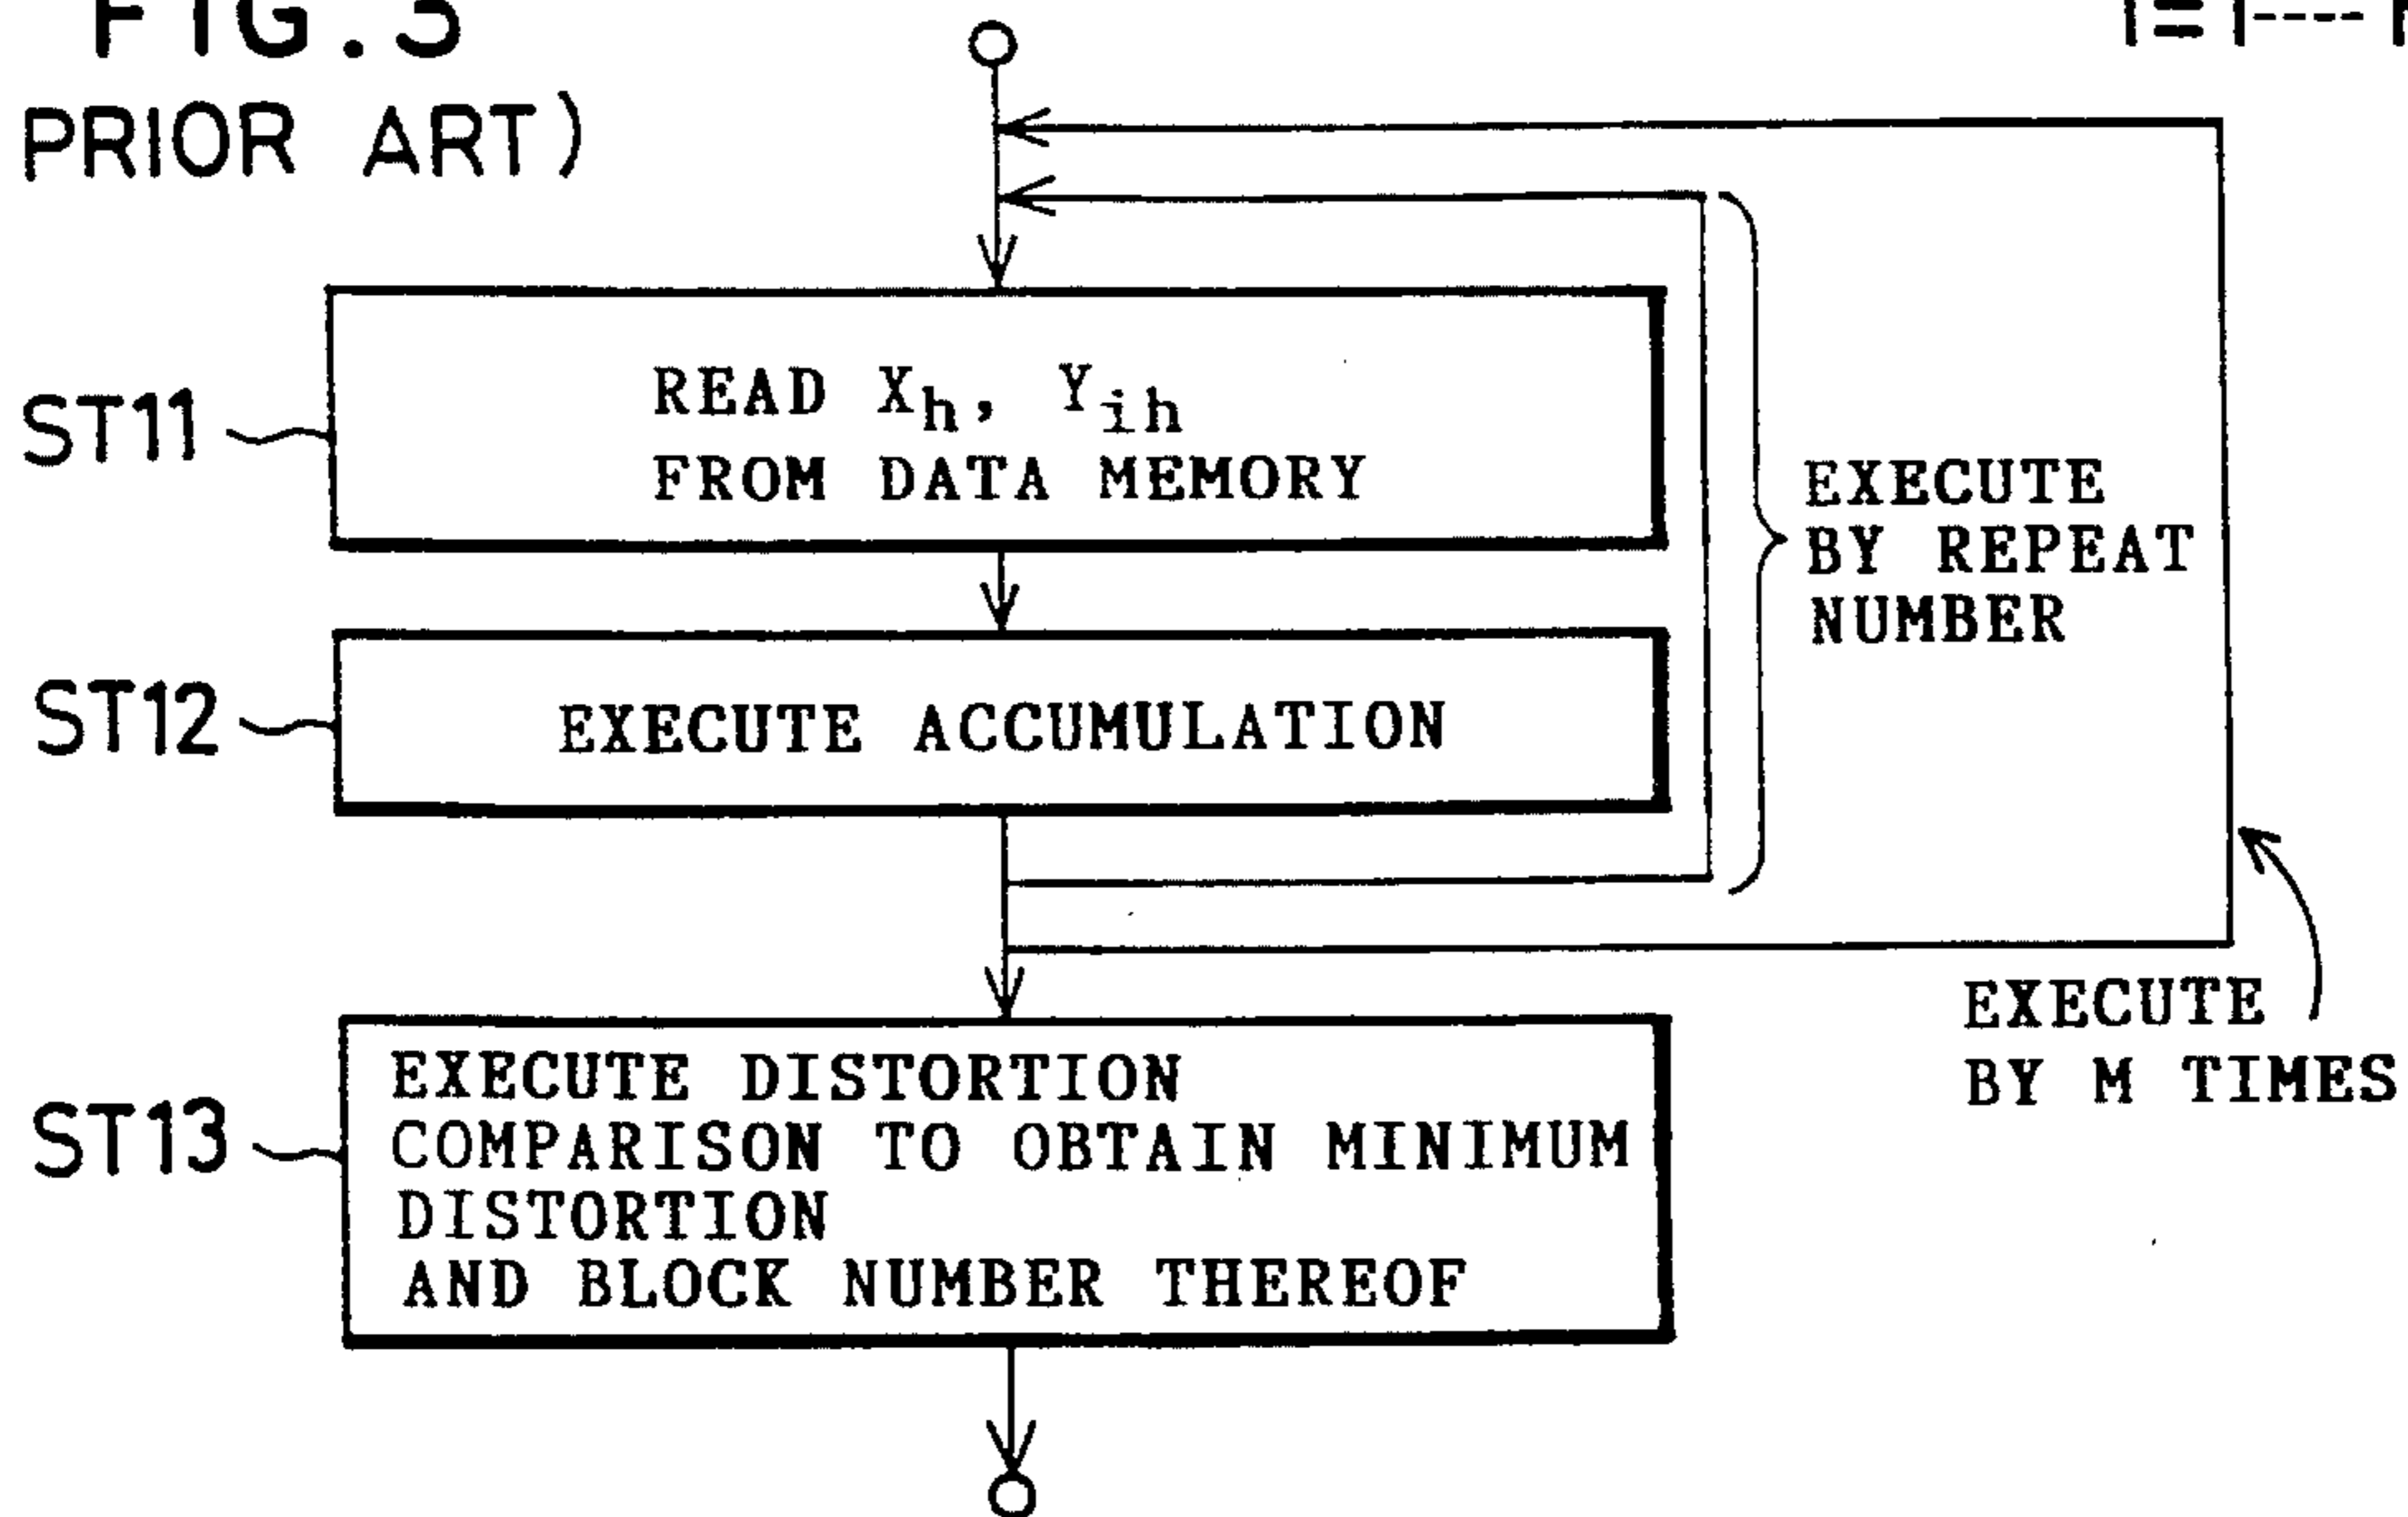 FIG.3
PRIOR ART)
ST11
READ Xh, Yih
FROM DATA MEMORY
EXECUTE
BY REPEAT
NUMBER
ST12
EXECUTE ACCUMULATION
EXECUTE
BY M TIMES
ST13
EXECUTE DISTORTION
COMPARISON TO OBTAIN MINIMUM
DISTORTION
AND BLOCK NUMBER THEREOF